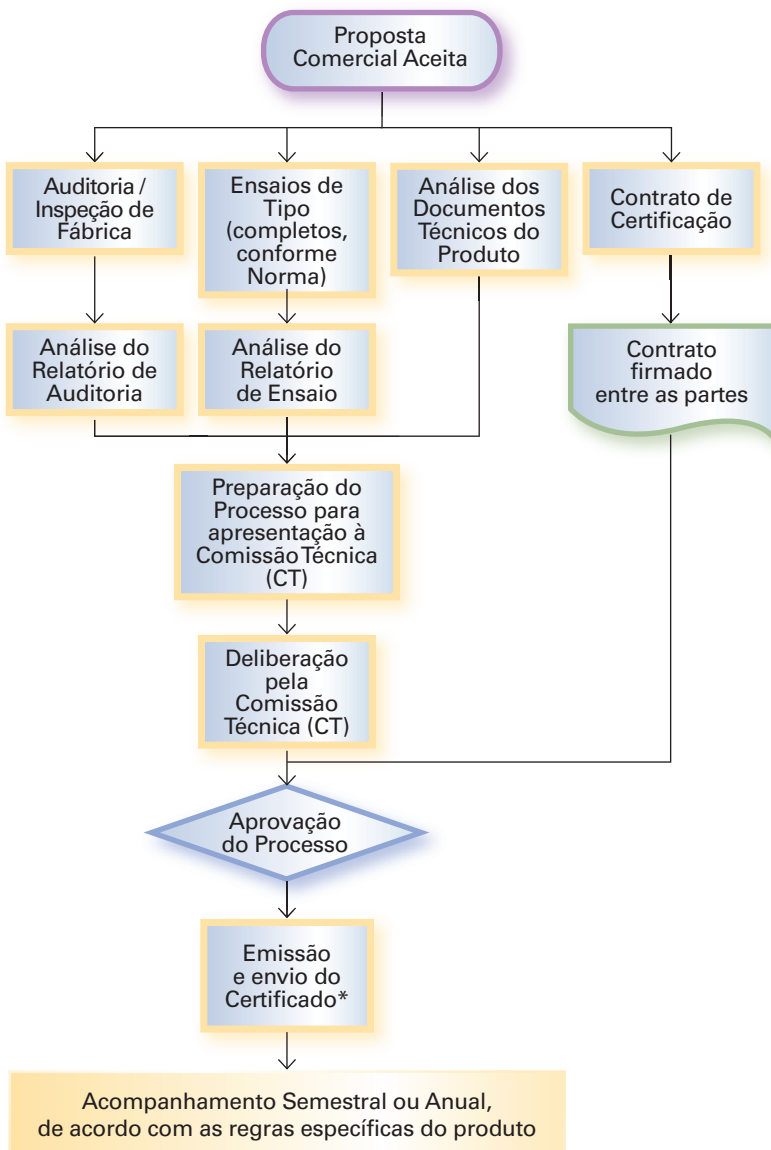 Proposta
Comercial Aceita
Auditoria /
Inspeção de
Fábrica
Ensaios de
Tipo
(completos,
conforme
Norma)
Análise dos
Documentos
Técnicos do
Produto
Contrato de
Certificação
Análise do
Relatório de
Auditoria
Análise do
Relatório
de Ensaio
Contrato
firmado
entre as partes
Preparação do
Processo para
apresentação à
Comissão Técnica
(CT)
Deliberação
pela
Comissão
Técnica (CT)
Aprovação
do Processo
Emissão
e envio do
Certificado*
Acompanhamento Semestral ou Anual,
de acordo com as regras específicas do produto